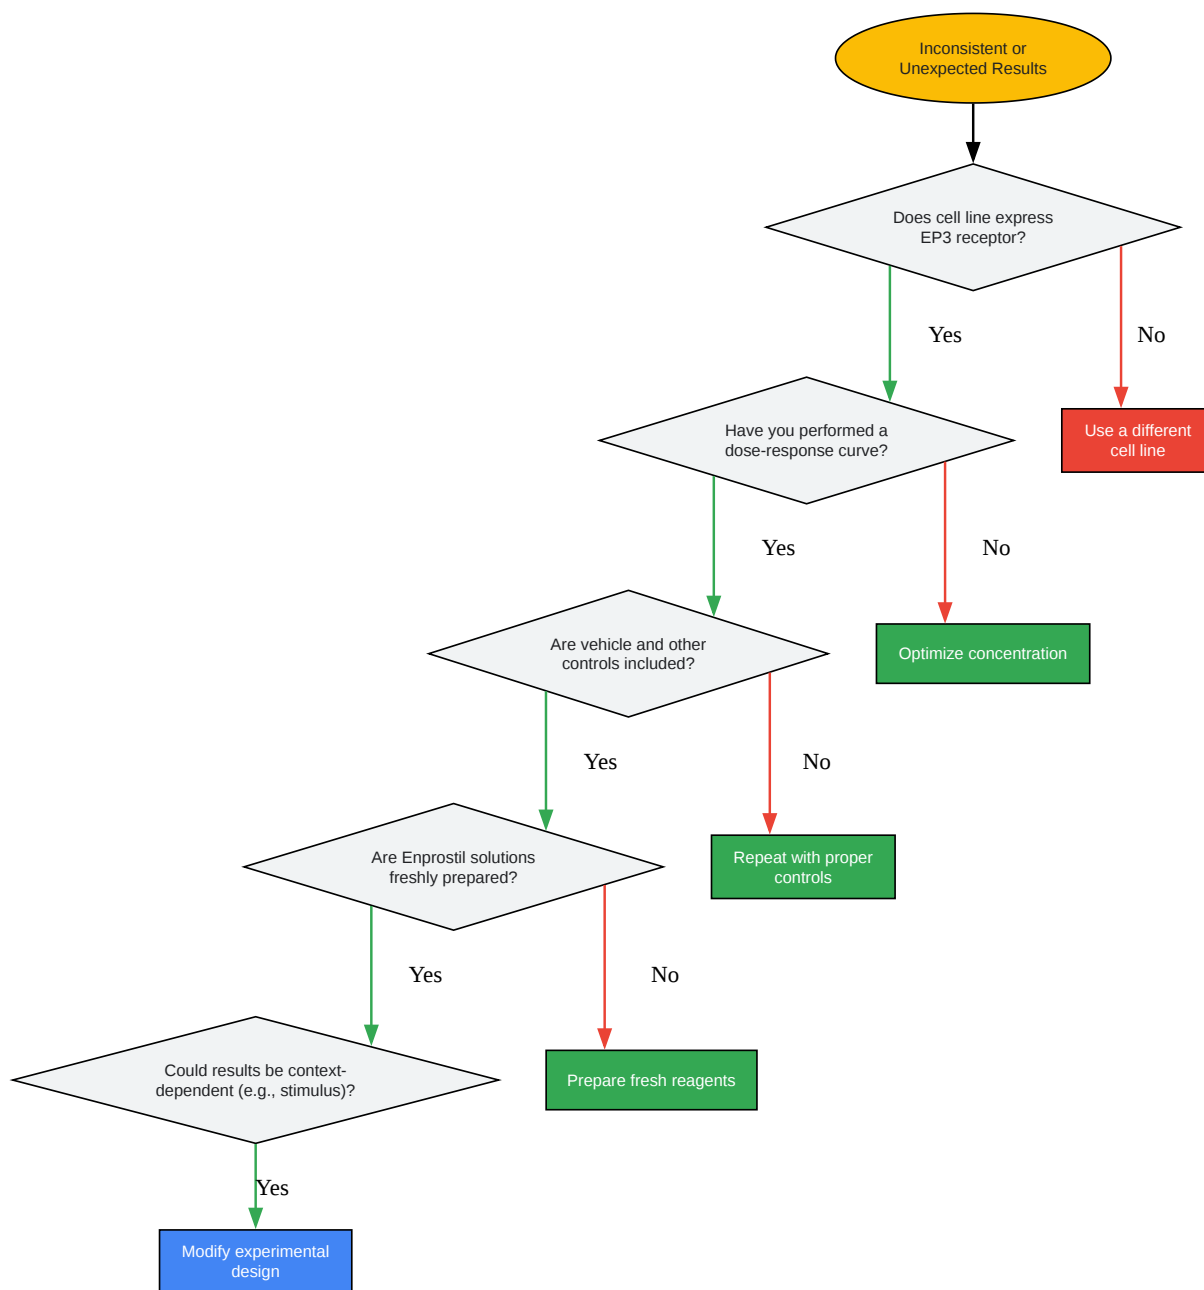 Inconsistent or
Unexpected Results
Does cell line express
EP3 receptor?
Yes
No
Have you performed a
dose-response curve?
Use a different
cell line
Yes
No
Are vehicle and other
controls included?
Optimize concentration
Yes
No
Are Enprostil solutions
freshly prepared?
Repeat with proper
controls
Yes
No
Could results be context-
dependent (e.g., stimulus)?
Prepare fresh reagents
Yes
Modify experimental
design